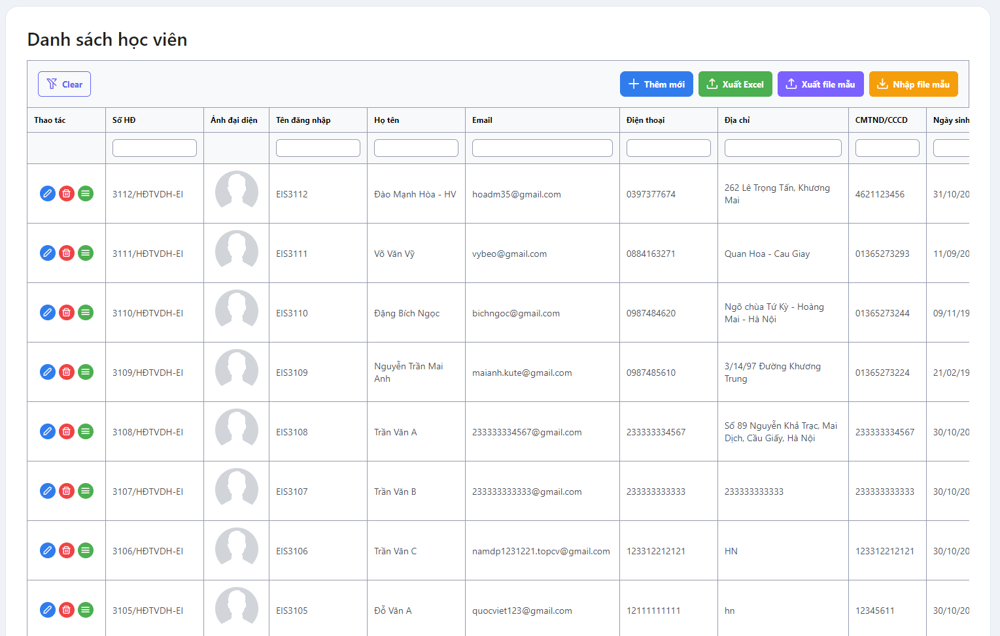 Danh sách học viên
Clear
Thêm mới
Xuất Excel
Xuất file mẫu
Nhập file mẫu
Thao tác Số HĐ Ảnh đại diện Tên đăng nhập Họ tên Email Điện thoại Địa chỉ CMTND/CCCD Ngày sinh
3112/HĐTVDH-EI EIS3112 Đào Mạnh Hòa - HV hoadm35@gmail.com 0397377674 262 Lê Trọng Tấn, Khương
Mai
4621123456 31/10/20
3111/HĐTVDH-EI EIS3111 Võ Văn Vỹ vybeo@gmail.com 0884163271 Quan Hoa - Cau Giay 01365273293 11/09/20
3110/HĐTVDH-EI EIS3110 Đặng Bích Ngọc bichngoc@gmail.com 0987484620 Ngõ chùa Tứ Kỳ - Hoàng
Mai - Hà Nội
01365273244 09/11/19
3109/HĐTVDH-EI EIS3109 Nguyễn Trần Mai
Anh
maianh.kute@gmail.com 0987485610 3/14/97 Đường Khương
Trung
01365273224 21/02/19
3108/HĐTVDH-EI EIS3108 Trần Văn A 233333334567@gmail.com 233333334567 Số 89 Nguyễn Khả Trạc, Mai
Dịch, Cầu Giấy, Hà Nội
233333334567 30/10/20
3107/HĐTVDH-EI EIS3107 Trần Văn B 233333333333@gmail.com 233333333333 233333333333 233333333333 30/10/20
3106/HĐTVDH-EI EIS3106 Trần Văn C namdp1231221.topcv@gmail.com 123312212121 HN 123312212121 30/10/20
3105/HĐTVDH-EI EIS3105 Đỗ Văn A quocviet123@gmail.com 12111111111 hn 12345611 30/10/20